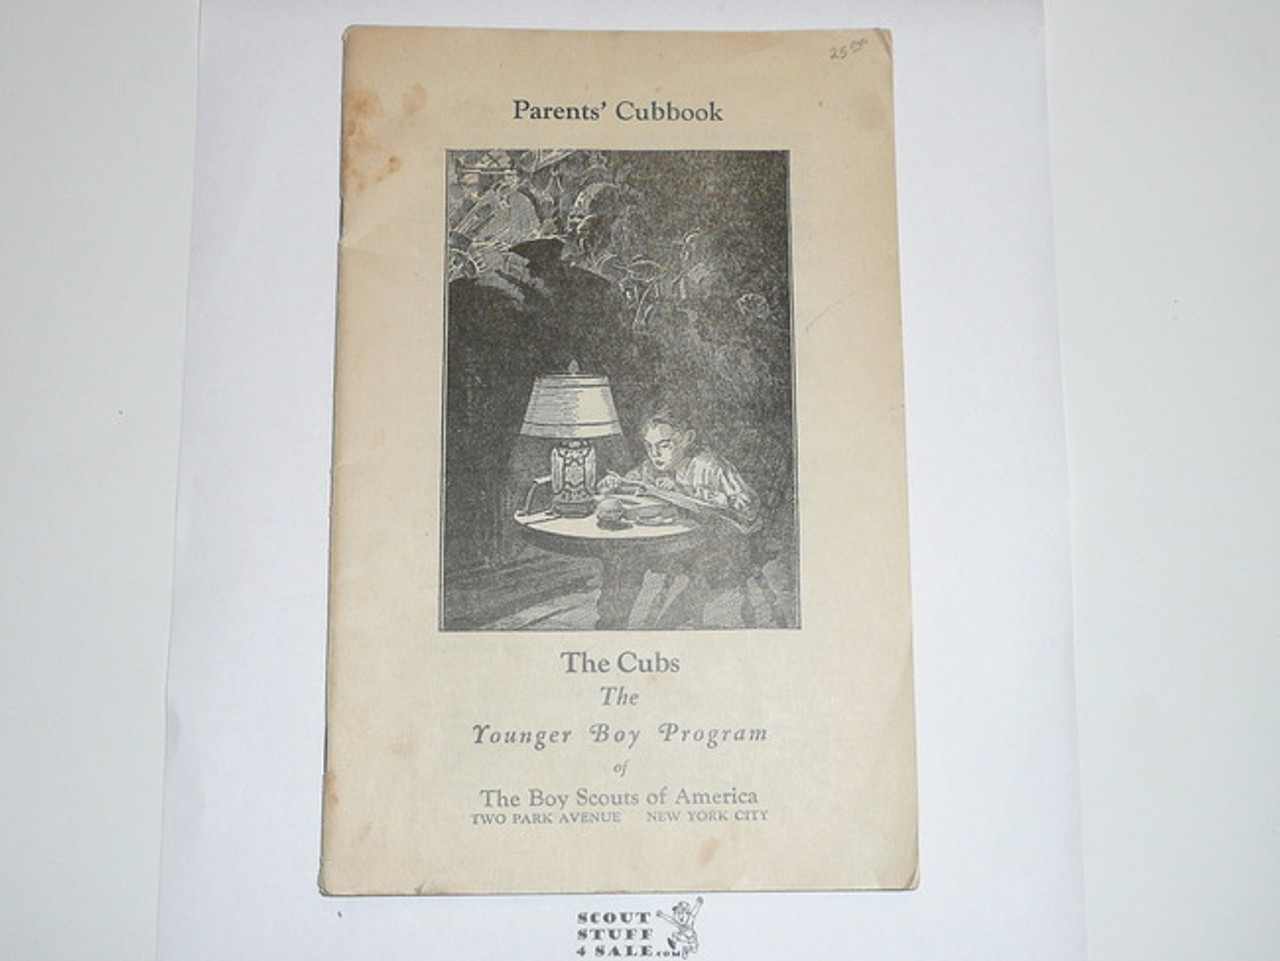 25.00
Parents' Cubbook
The Cubs
The
Younger Boy Program
of
The Boy Scouts of America
TWO PARK AVENUE NEW YORK CITY
SCOUT
STUFF
4 SALE.COM